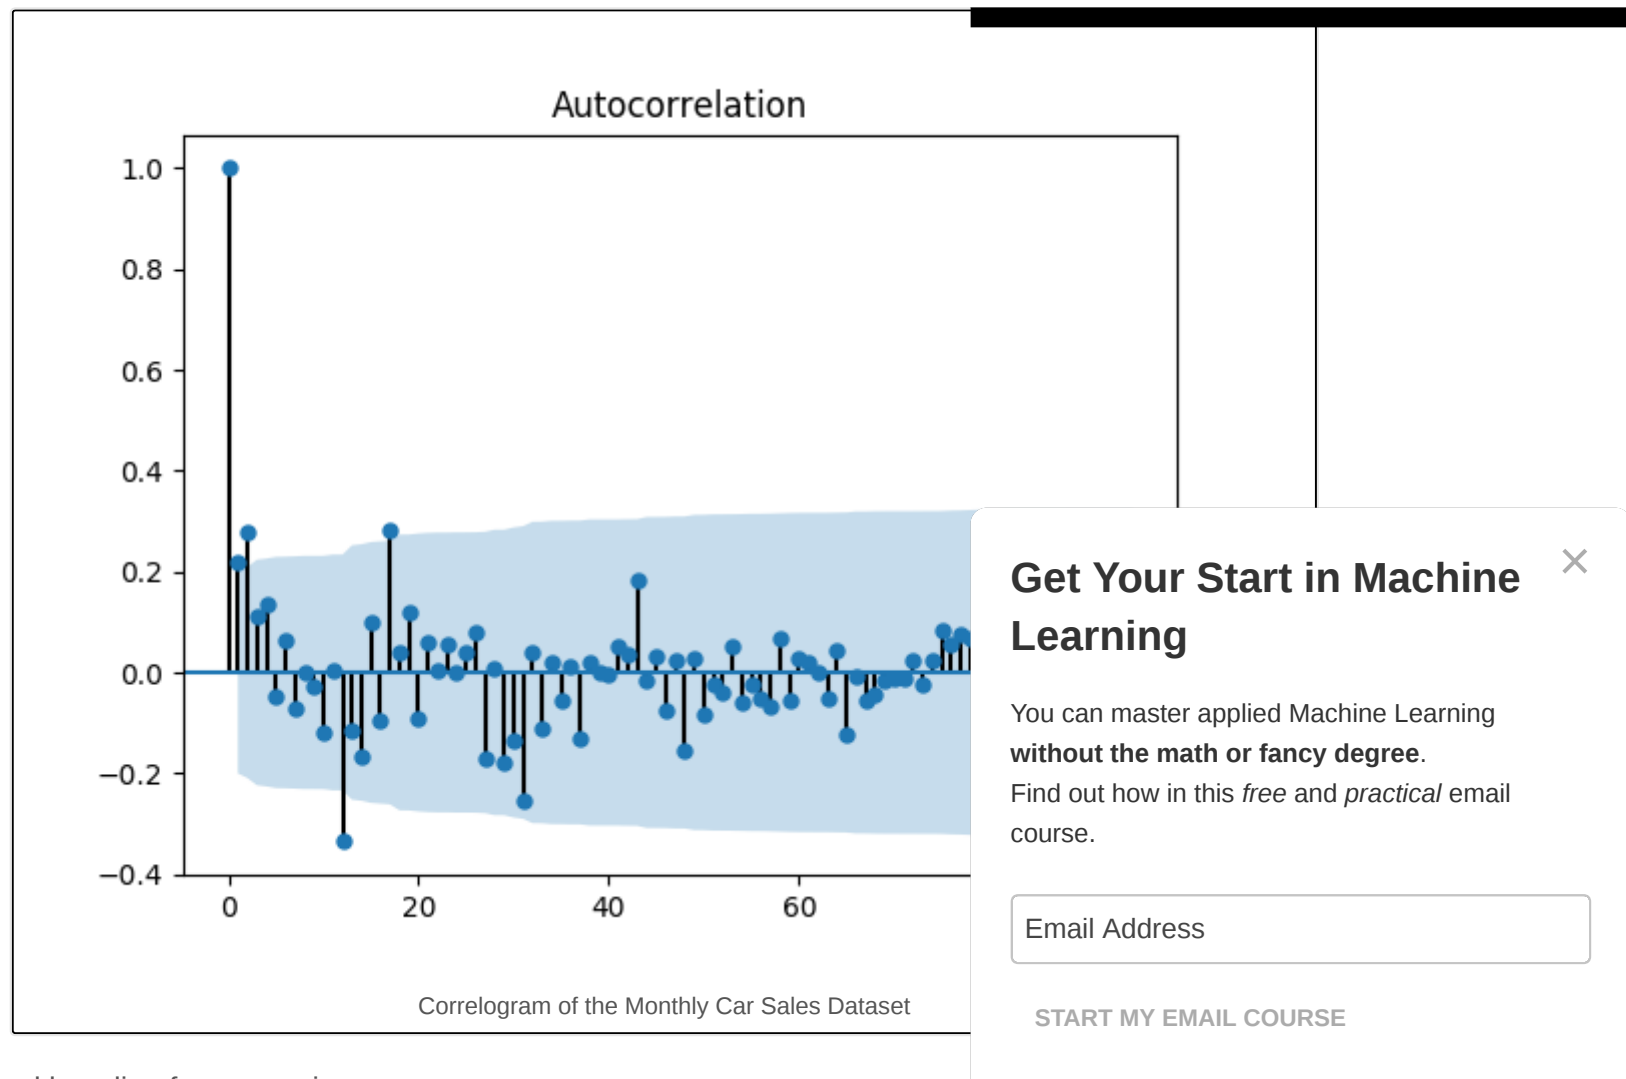 Autocorrelation
1.0
0.8
0.6
0.4
0.2
0.0
−0.2
−0.4
0 20 40 60
Correlogram of the Monthly Car Sales Dataset
Get Your Start in Machine
Learning
×
You can master applied Machine Learning
without the math or fancy degree.
Find out how in this free and practical email
course.
Email Address
START MY EMAIL COURSE